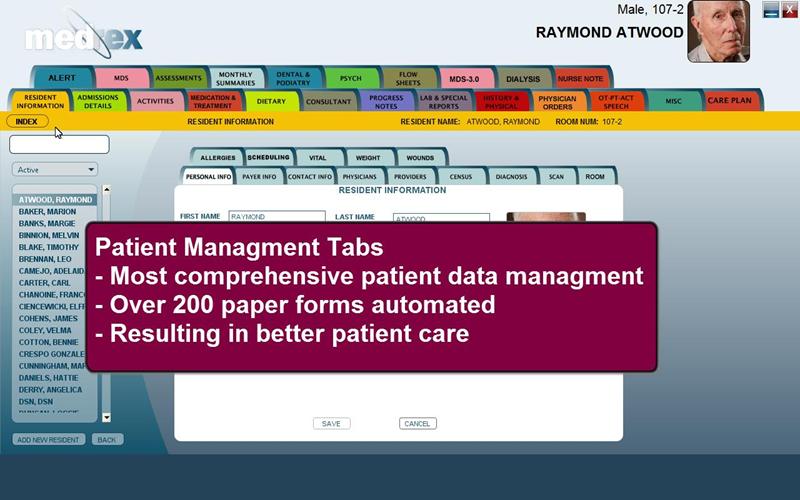 Male, 107-2
RAYMOND ATWOOD
X
medrex
ALERT
MDS
ASSESSMENTS
MONTHLY SUMMARIES
DENTAL & PODIATRY
PSYCH
FLOW SHEETS
MDS-3.0
DIALYSIS
NURSE NOTE
RESIDENT INFORMATION
ADMISSIONS DETAILS
ACTIVITIES
MEDICATION & TREATMENT
DIETARY
CONSULTANT
PROGRESS NOTES
LAB & SPECIAL REPORTS
HISTORY & PHYSICAL
PHYSICIAN ORDERS
OT-PT-ACT SPEECH
MISC
CARE PLAN
INDEX
RESIDENT INFORMATION
RESIDENT NAME: ATWOOD, RAYMOND
ROOM NUM: 107-2
Active
ALLERGIES
SCHEDULING
VITAL
WEIGHT
WOUNDS
PERSONAL INFO
PAYER INFO
CONTACT INFO
PHYSICIANS
PROVIDERS
CENSUS
DIAGNOSIS
SCAN
ROOM
RESIDENT INFORMATION
FIRST NAME RAYMOND
LAST NAME ATWOOD
ATWOOD, RAYMOND
BAKER, MARION
BANKS, MARGIE
BINNION, MELVIN
BLAKE, TIMOTHY
BRENNAN, LEO
CAMEJO, ADELAID
CARTER, CARL
CHANOINE, FRANC
CIENCEWICKI, ELFF
COHENS, JAMES
COLEY, VELMA
COTTON, BENNIE
CRESPO GONZALE
CUNNINGHAM, MAR
DANIELS, HATTIE
DERRY, ANGELICA
DSN, DSN
Patient Managment Tabs
- Most comprehensive patient data managment
- Over 200 paper forms automated
- Resulting in better patient care
SAVE
CANCEL
ADD NEW RESIDENT
BACK